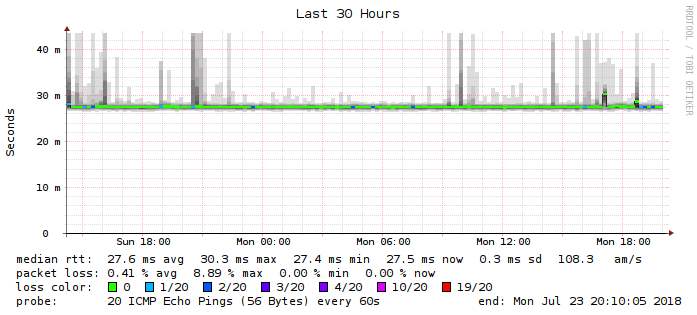 Last 30 Hours
RRDTOOL / TOBI OETIKER
Seconds
40 m
30 m
20 m
10 m
0
Sun 18:00 Mon 00:00 Mon 06:00 Mon 12:00 Mon 18:00
median rtt: 27.6 ms avg 30.3 ms max 27.4 ms min 27.5 ms now 0.3 ms sd 108.3 am/s
packet loss: 0.41 % avg 8.89 % max 0.00 % min 0.00 % now
loss color: 0 1/20 2/20 3/20 4/20 10/20 19/20
probe: 20 ICMP Echo Pings (56 Bytes) every 60s end: Mon Jul 23 20:10:05 2018